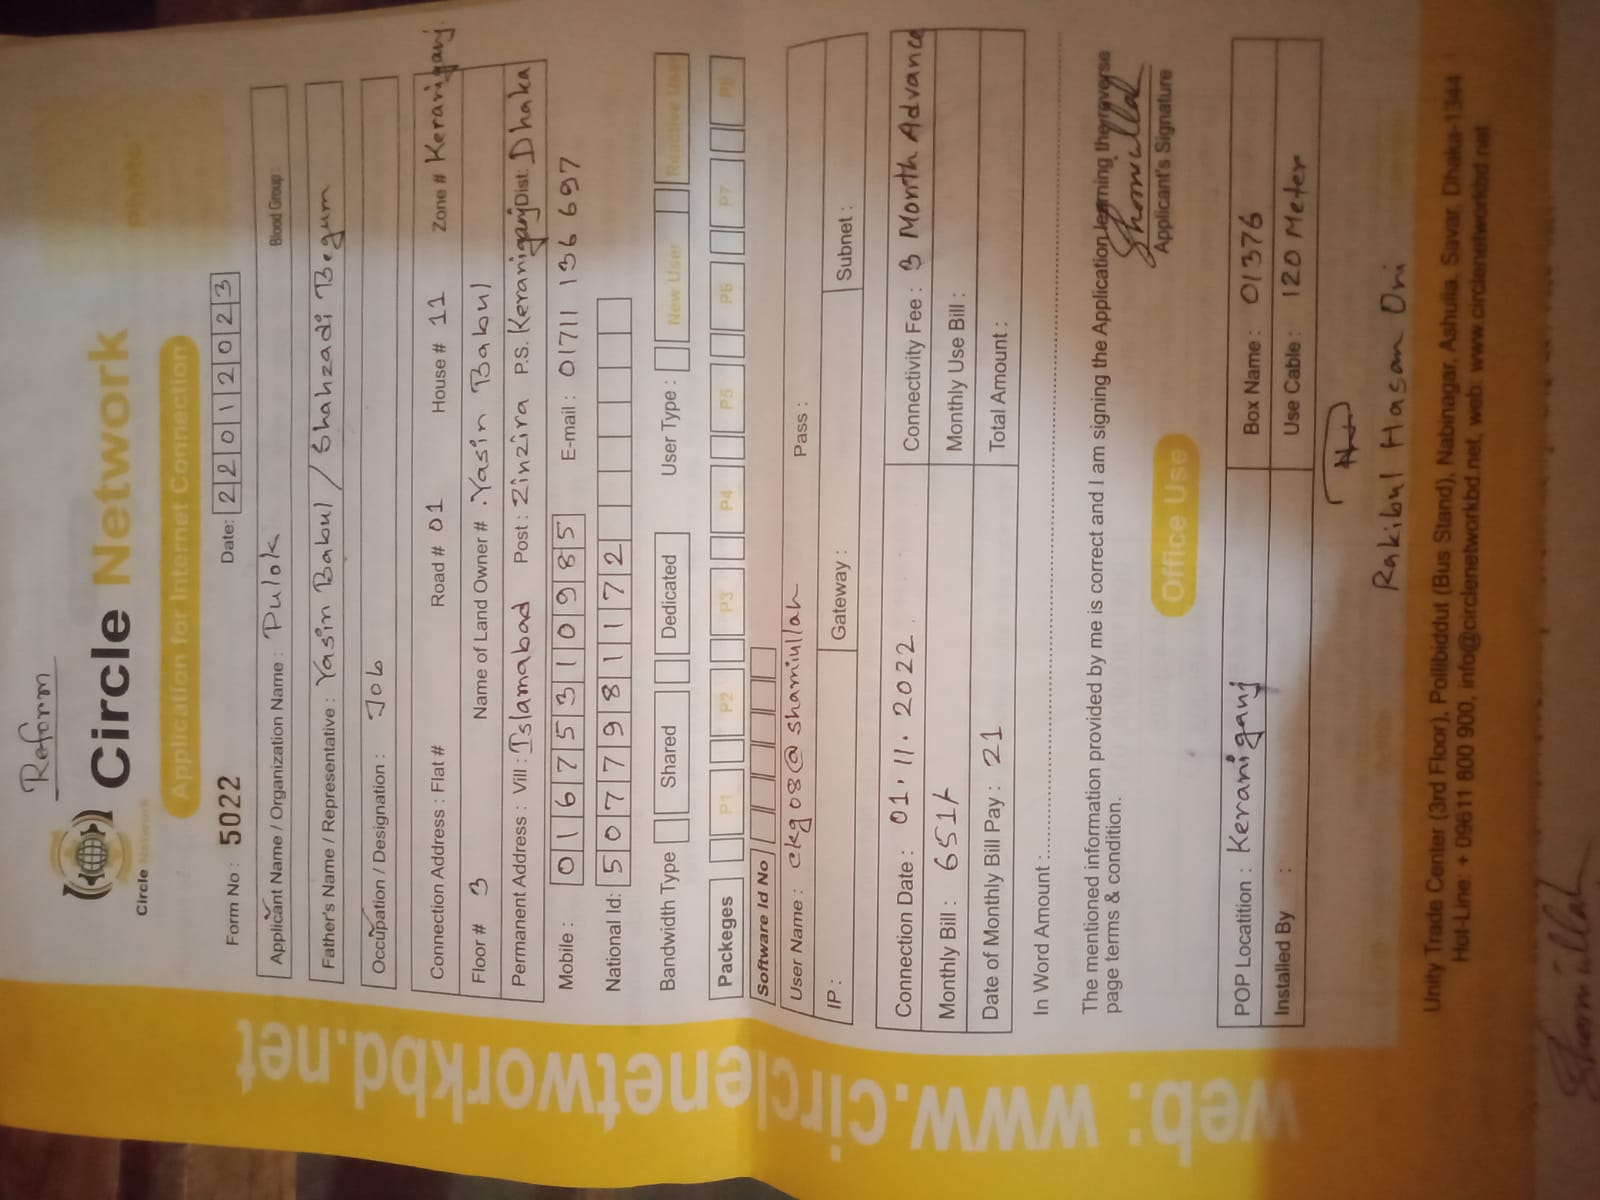 Reform
Circle Network
Circle Network
Photo
Application for Internet Connection
Form No : 5022 Date: 22012023
Applicant Name / Organization Name : Pulok Blood Group :
Father's Name / Representative : Yasin Babul / Shahzadi Begum
Occupation / Designation : Job
Connection Address : Flat # Road # 01 House # 11 Zone # Keraniganj.
Floor # 3 Name of Land Owner # . Yasin Babul
Permanent Address : Vill : Islamabad Post : Zinzira P.S. Keraniganj Dist: Dhaka
Mobile : 01675310985 E-mail : 01711 136 697
National Id: 5077981172
Bandwidth Type Shared Dedicated User Type : New User Reactive User
Packeges P1 P2 P3 P4 P5 P6 P7 P8
Software Id No
User Name : ckg08@shamiullah Pass :
IP : Gateway : Subnet :
Connection Date : 01.11.2022 Connectivity Fee : 3 Month Advance
Monthly Bill : 651/- Monthly Use Bill :
Date of Monthly Bill Pay : 21 Total Amount :
In Word Amount :
The mentioned information provided by me is correct and I am signing the Application learning the reverse
page terms & condition.
Applicant's Signature
Office Use
POP Locatition : Keraniganj Box Name : 01376
Installed By : Use Cable : 120 Meter
Rakibul Hasan Oni
Unity Trade Center (3rd Floor), Pollibiddut (Bus Stand), Nabinagar, Ashulia, Savar, Dhaka-1344
Hot-Line: + 09611 800 900, info@circlenetworkbd.net, web: www.circlenetworkbd.net
web: www.circlenetworkbd.net